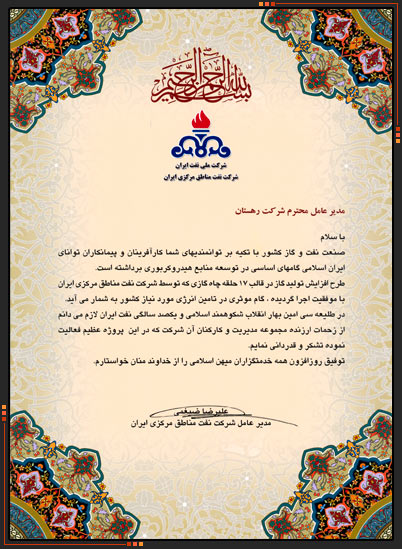 بسم الله الرحمن الرحیم
شرکت ملی نفت ایران
شرکت نفت مناطق مرکزی ایران
مدیر عامل محترم شرکت رهستان
با سلام
صنعت نفت و گاز کشور با تکیه بر توانمندیهای شما کارآفرینان و پیمانکاران توانای
ایران اسلامی گامهای اساسی در توسعه منابع هیدروکربوری برداشته است.
طرح افزایش تولید گاز در قالب ۱۷ حلقه چاه گازی که توسط شرکت نفت مناطق مرکزی ایران
با موفقیت اجرا گردیده ، گام موثری در تامین انرژی مورد نیاز کشور به شمار می آید.
در طلیعه سی امین بهار انقلاب شکوهمند اسلامی و یکصد سالگی نفت ایران لازم می دانم
از زحمات ارزنده مجموعه مدیریت و کارکنان آن شرکت که در این پروژه عظیم فعالیت
نموده تشکر و قدردانی نمایم.
توفیق روزافزون همه خدمتگزاران میهن اسلامی را از خداوند منان خواستارم.
علیرضا ضیغمی
مدیر عامل شرکت نفت مناطق مرکزی ایران